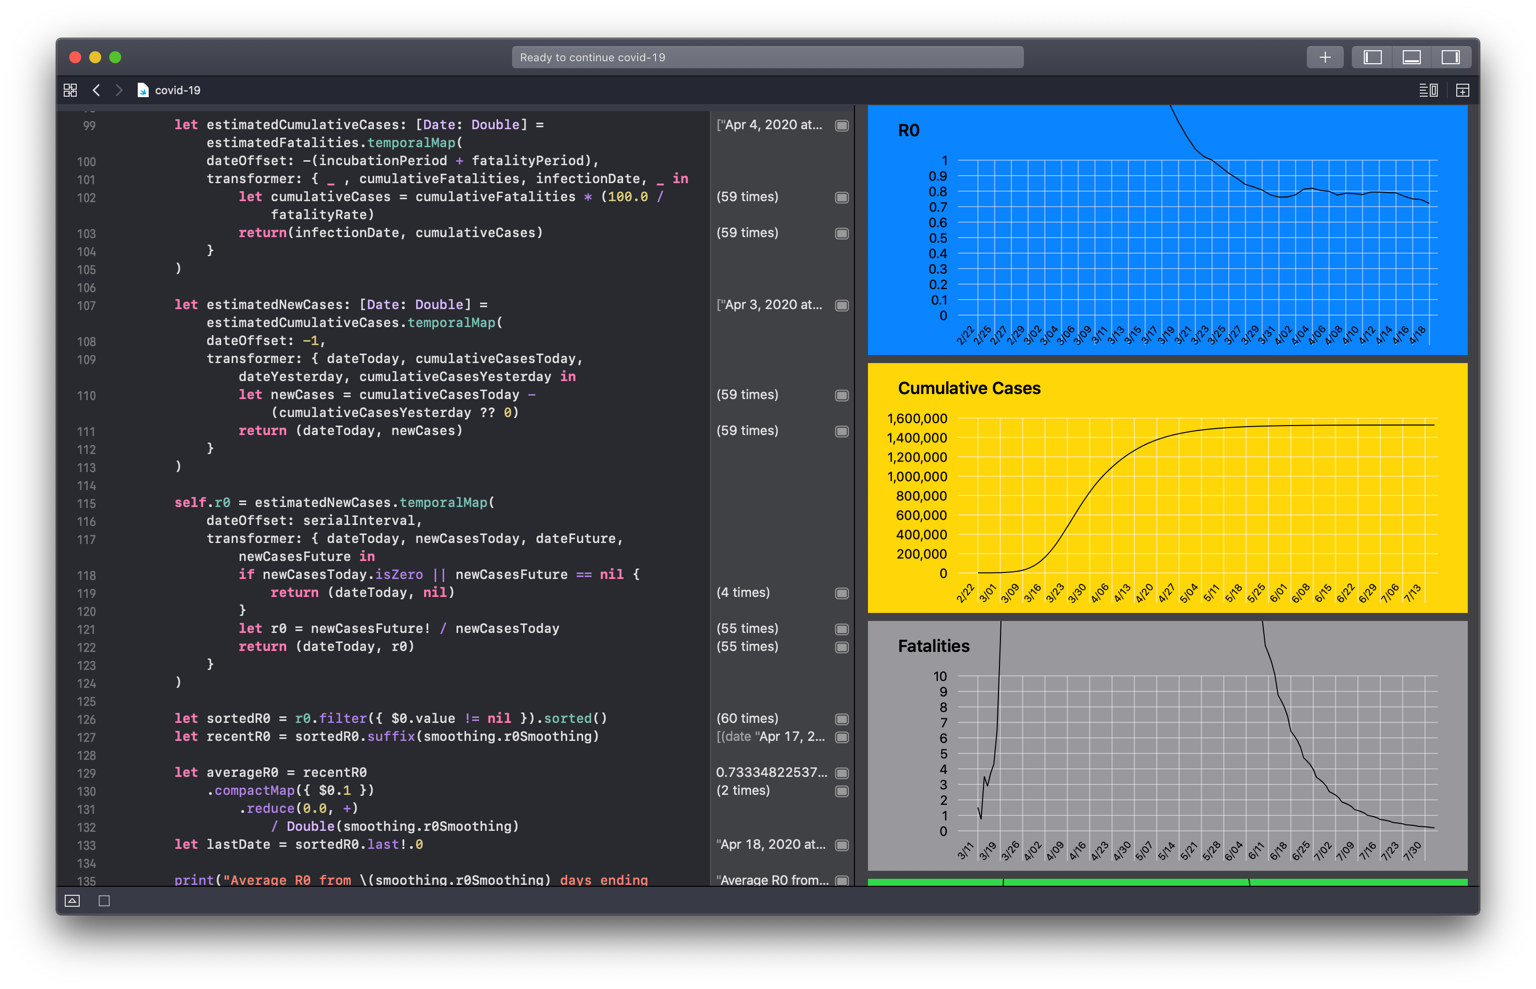 Ready to continue covid-19
covid-19
99 let estimatedCumulativeCases: [Date: Double] =
estimatedFatalities.temporalMap(
100 dateOffset: -(incubationPeriod + fatalityPeriod),
101 transformer: { _ , cumulativeFatalities, infectionDate, _ in
102 let cumulativeCases = cumulativeFatalities * (100.0 /
fatalityRate)
103 return(infectionDate, cumulativeCases)
104 }
105 )
106
107 let estimatedNewCases: [Date: Double] =
estimatedCumulativeCases.temporalMap(
108 dateOffset: -1,
109 transformer: { dateToday, cumulativeCasesToday,
dateYesterday, cumulativeCasesYesterday in
110 let newCases = cumulativeCasesToday -
(cumulativeCasesYesterday ?? 0)
111 return (dateToday, newCases)
112 }
113 )
114
115 self.r0 = estimatedNewCases.temporalMap(
116 dateOffset: serialInterval,
117 transformer: { dateToday, newCasesToday, dateFuture,
newCasesFuture in
118 if newCasesToday.isZero || newCasesFuture == nil {
119 return (dateToday, nil)
120 }
121 let r0 = newCasesFuture! / newCasesToday
122 return (dateToday, r0)
123 }
124 )
125
126 let sortedR0 = r0.filter({ $0.value != nil }).sorted()
127 let recentR0 = sortedR0.suffix(smoothing.r0Smoothing)
128
129 let averageR0 = recentR0
130 .compactMap({ $0.1 })
131 .reduce(0.0, +)
132 / Double(smoothing.r0Smoothing)
133 let lastDate = sortedR0.last!.0
134
135 print("Average R0 from \(smoothing.r0Smoothing) days ending
["Apr 4, 2020 at...
(59 times)
(59 times)
["Apr 3, 2020 at...
(59 times)
(59 times)
(4 times)
(55 times)
(55 times)
(60 times)
[(date "Apr 17, 2...
0.73334822537...
(2 times)
"Apr 18, 2020 at...
"Average R0 from...
R0
1
0.9
0.8
0.7
0.6
0.5
0.4
0.3
0.2
0.1
0
2/22 2/25 2/27 2/29 3/02 3/04 3/06 3/09 3/11 3/13 3/15 3/17 3/19 3/21 3/23 3/25 3/27 3/29 3/31 4/02 4/04 4/06 4/08 4/10 4/12 4/14 4/16 4/18
Cumulative Cases
1,600,000
1,400,000
1,200,000
1,000,000
800,000
600,000
400,000
200,000
0
2/22 3/01 3/09 3/16 3/23 3/30 4/06 4/13 4/20 4/27 5/04 5/11 5/18 5/25 6/01 6/08 6/15 6/22 6/29 7/06 7/13
Fatalities
10
9
8
7
6
5
4
3
2
1
0
3/11 3/19 3/26 4/02 4/09 4/16 4/23 4/30 5/07 5/14 5/21 5/28 6/04 6/11 6/18 6/25 7/02 7/09 7/16 7/23 7/30